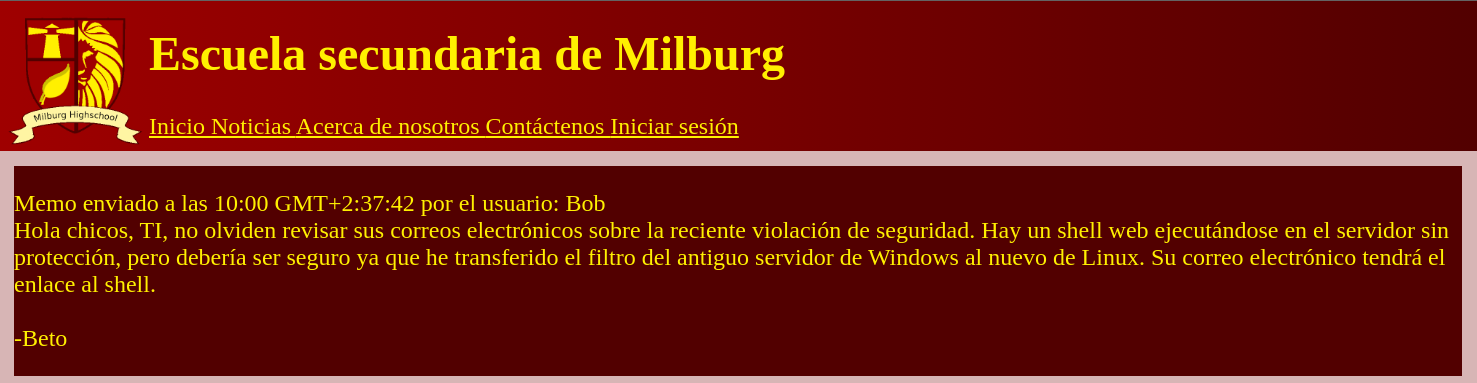 Escuela secundaria de Milburg
Milburg Highschool
Inicio Noticias Acerca de nosotros Contáctenos Iniciar sesión
Memo enviado a las 10:00 GMT+2:37:42 por el usuario: Bob
Hola chicos, TI, no olviden revisar sus correos electrónicos sobre la reciente violación de seguridad. Hay un shell web ejecutándose en el servidor sin
protección, pero debería ser seguro ya que he transferido el filtro del antiguo servidor de Windows al nuevo de Linux. Su correo electrónico tendrá el
enlace al shell.
-Beto